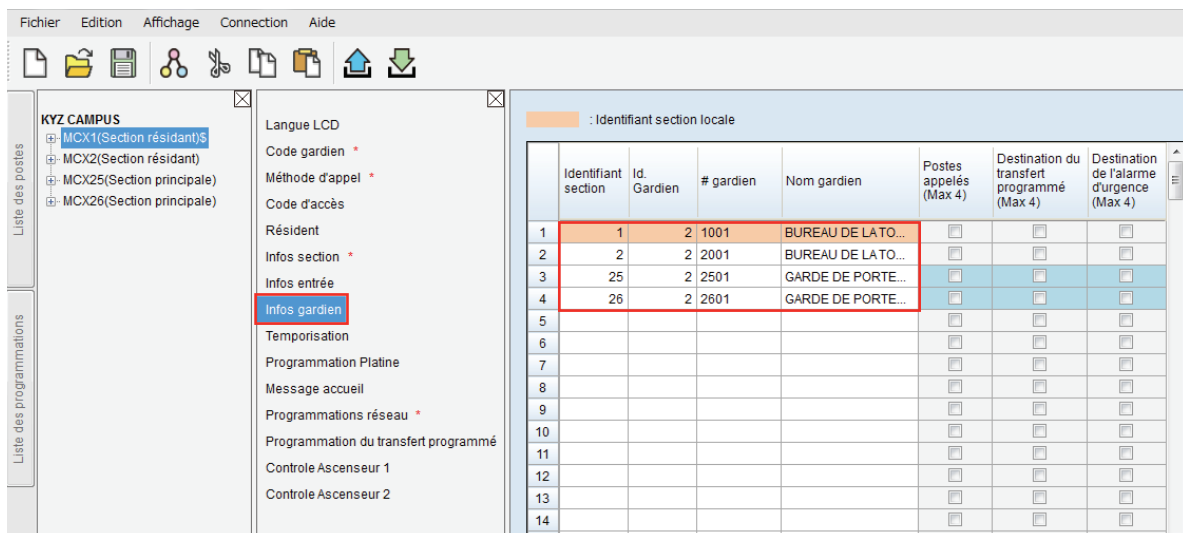 Fichier Edition Affichage Connection Aide
Liste des postes
Liste des programmations
KYZ CAMPUS
MCX1(Section résidant)$
MCX2(Section résidant)
MCX25(Section principale)
MCX26(Section principale)
Langue LCD
Code gardien *
Méthode d'appel *
Code d'accès
Résident
Infos section *
Infos entrée
Infos gardien
Temporisation
Programmation Platine
Message accueil
Programmations réseau *
Programmation du transfert programmé
Controle Ascenseur 1
Controle Ascenseur 2
: Identifiant section locale
Identifiant section
Id. Gardien
# gardien
Nom gardien
Postes appelés (Max 4)
Destination du transfert programmé (Max 4)
Destination de l'alarme d'urgence (Max 4)
1 1 2 1001 BUREAU DE LA TO...
2 2 2 2001 BUREAU DE LA TO...
3 25 2 2501 GARDE DE PORTE...
4 26 2 2601 GARDE DE PORTE...
5
6
7
8
9
10
11
12
13
14